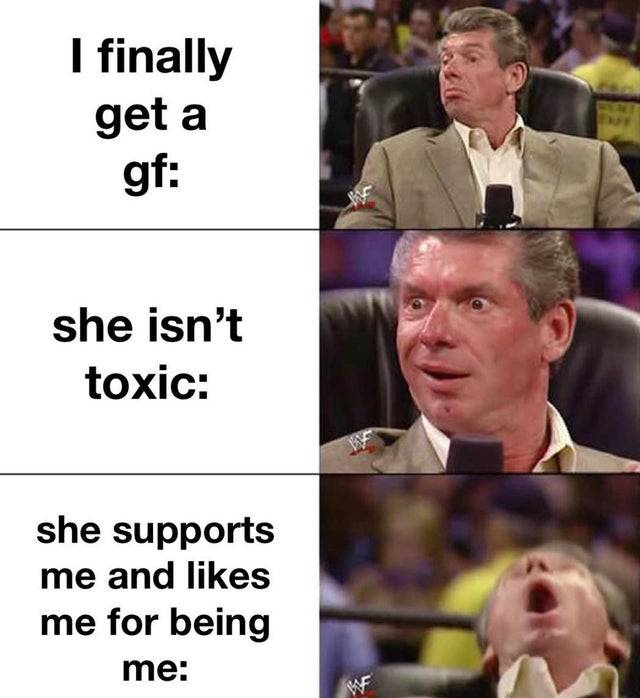 I finally
get a
gf:
she isn't
toxic:
she supports
me and likes
me for being
me: